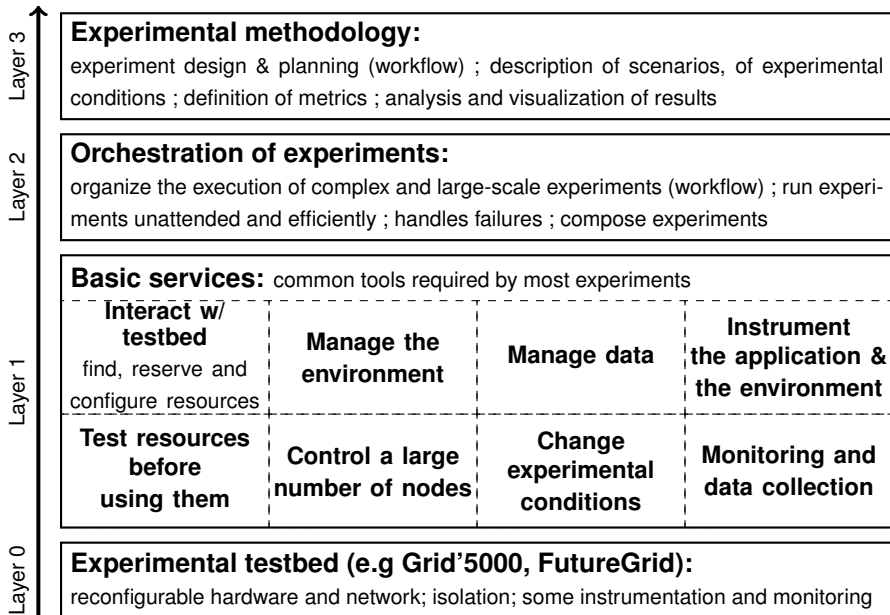 Layer 3
Experimental methodology:
experiment design & planning (workflow) ; description of scenarios, of experimental
conditions ; definition of metrics ; analysis and visualization of results
Layer 2
Orchestration of experiments:
organize the execution of complex and large-scale experiments (workflow) ; run experi-
ments unattended and efficiently ; handles failures ; compose experiments
Layer 1
Basic services: common tools required by most experiments
Interact w/
testbed
find, reserve and
configure resources
Manage the
environment
Manage data
Instrument
the application &
the environment
Test resources
before
using them
Control a large
number of nodes
Change
experimental
conditions
Monitoring and
data collection
Layer 0
Experimental testbed (e.g Grid'5000, FutureGrid):
reconfigurable hardware and network; isolation; some instrumentation and monitoring